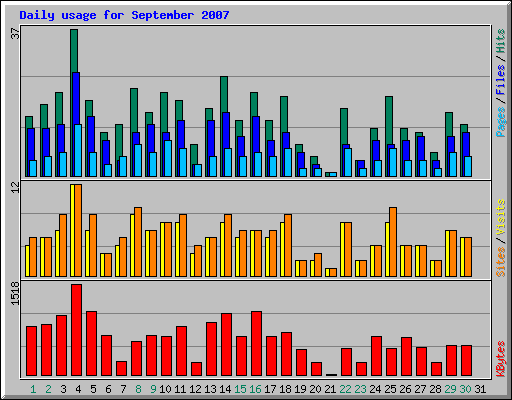 Daily usage for September 2007
37
Pages/Files/Hits
12
Sites/Visits
1518
KBytes
1 2 3 4 5 6 7 8 9 10 11 12 13 14 15 16 17 18 19 20 21 22 23 24 25 26 27 28 29 30 31